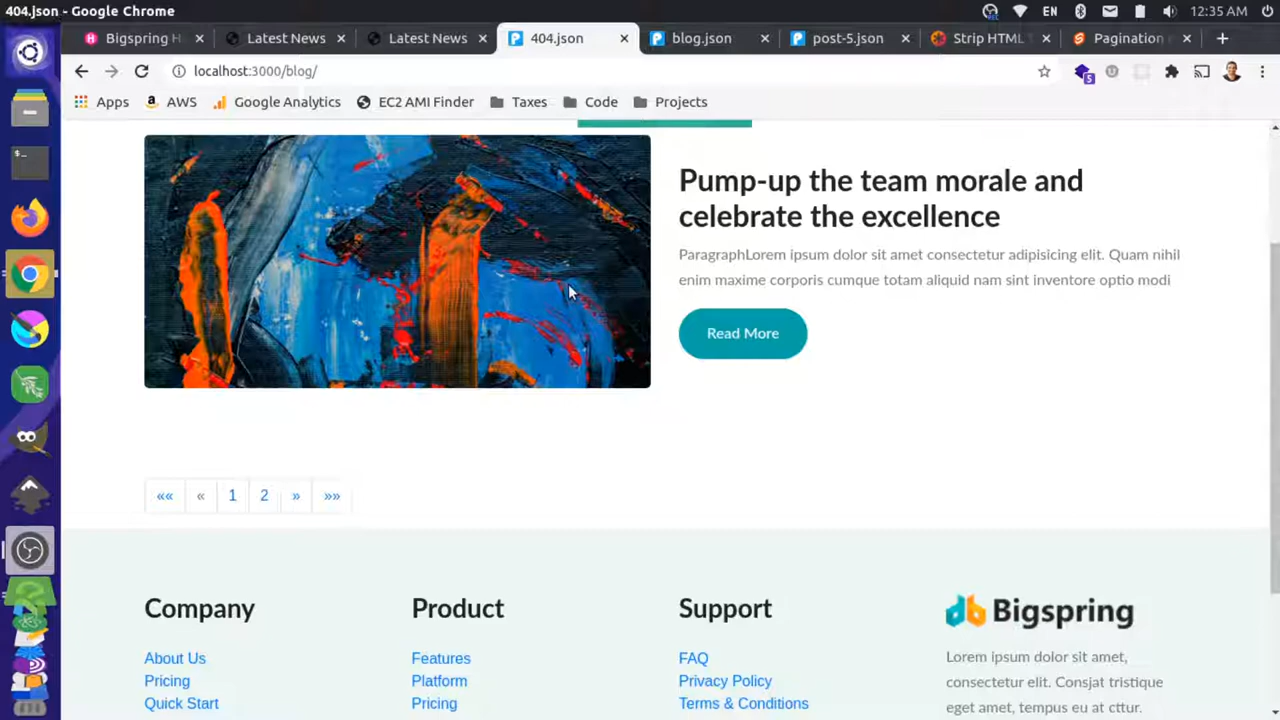 404.json - Google Chrome
EN
12:35 AM
Bigspring H
Latest News
Latest News
404.json
blog.json
post-5.json
Strip HTML T
Pagination
localhost:3000/blog/
5
Apps
AWS
Google Analytics
EC2 AMI Finder
Taxes
Code
Projects
Pump-up the team morale and
celebrate the excellence
ParagraphLorem ipsum dolor sit amet consectetur adipisicing elit. Quam nihil
enim maxime corporis cumque totam aliquid nam sint inventore optio modi
Read More
«« « 1 2 » »»
Company
About Us
Pricing
Quick Start
Product
Features
Platform
Pricing
Support
FAQ
Privacy Policy
Terms & Conditions
Bigspring
Lorem ipsum dolor sit amet,
consectetur elit. Consjat tristique
eget amet, tempus eu at cttur.